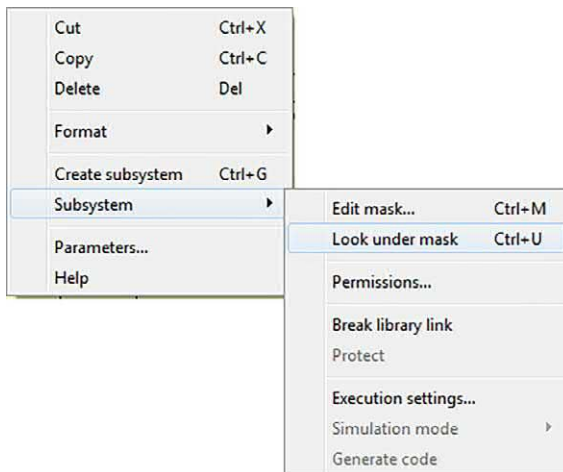 Cut Ctrl+X
Copy Ctrl+C
Delete Del
Format
Create subsystem Ctrl+G
Subsystem
Parameters...
Help
Edit mask... Ctrl+M
Look under mask Ctrl+U
Permissions...
Break library link
Protect
Execution settings...
Simulation mode
Generate code